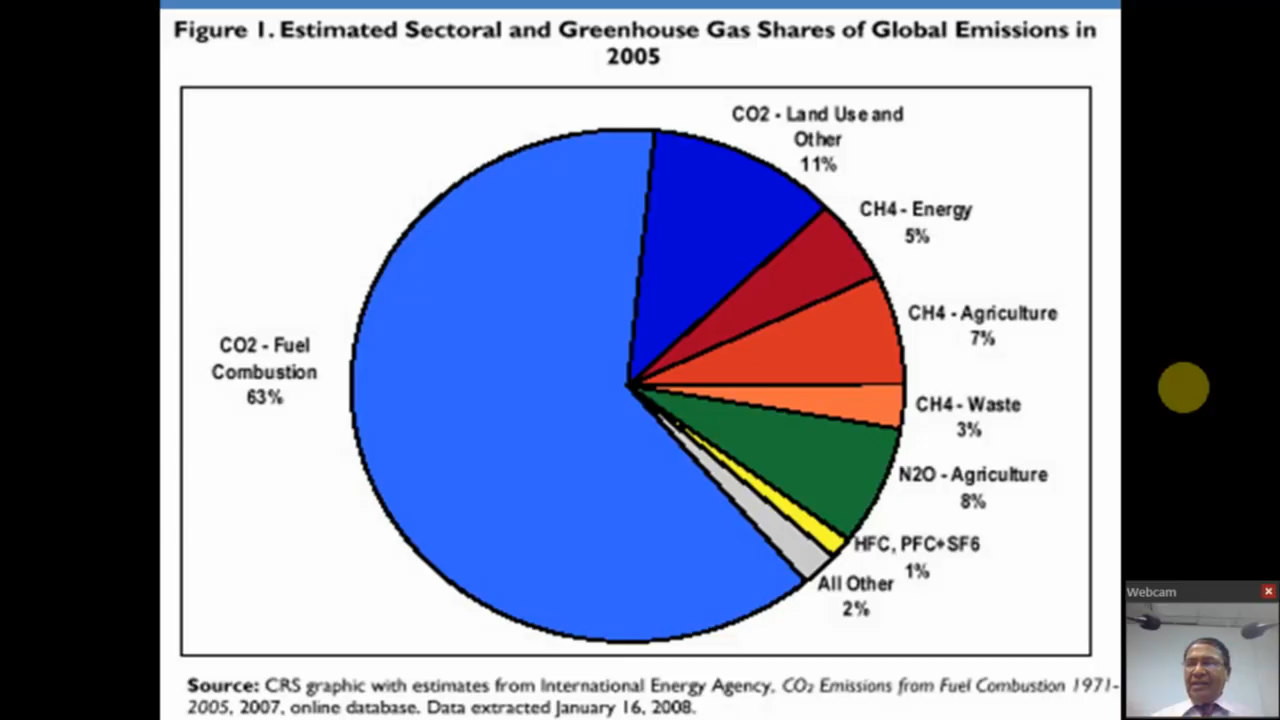 Figure 1. Estimated Sectoral and Greenhouse Gas Shares of Global Emissions in
2005
CO2 - Land Use and
Other
11%
CH4 - Energy
5%
CH4 - Agriculture
7%
CO2 - Fuel
Combustion
63%
CH4 - Waste
3%
N2O - Agriculture
8%
HFC, PFC+SF6
1%
All Other
2%
Webcam
Source: CRS graphic with estimates from International Energy Agency, CO₂ Emissions from Fuel Combustion 1971-
2005, 2007, online database. Data extracted January 16, 2008.